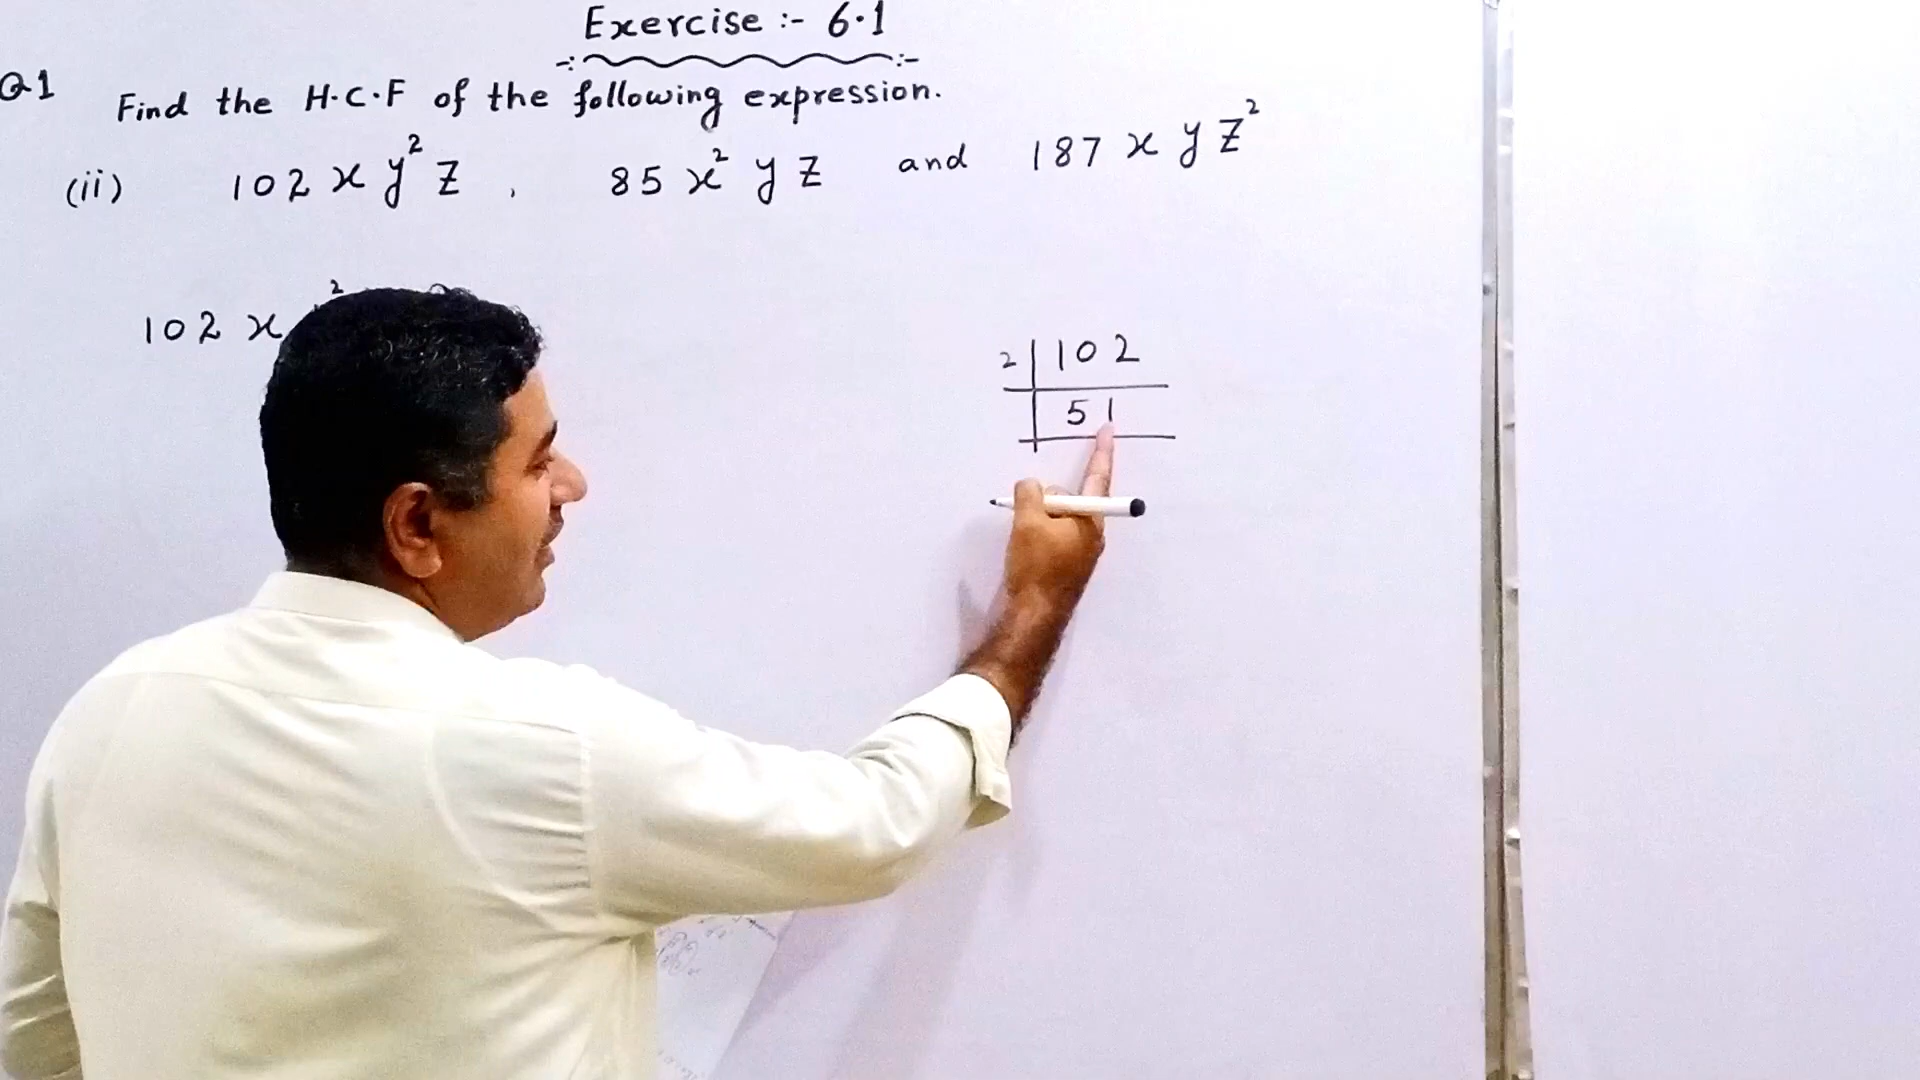 Exercise :- 6.1
Q1 Find the H.C.F of the following expression.
(ii) 102 x y² z , 85 x² y z and 187 x y z²
102 x ²
2 | 102
51